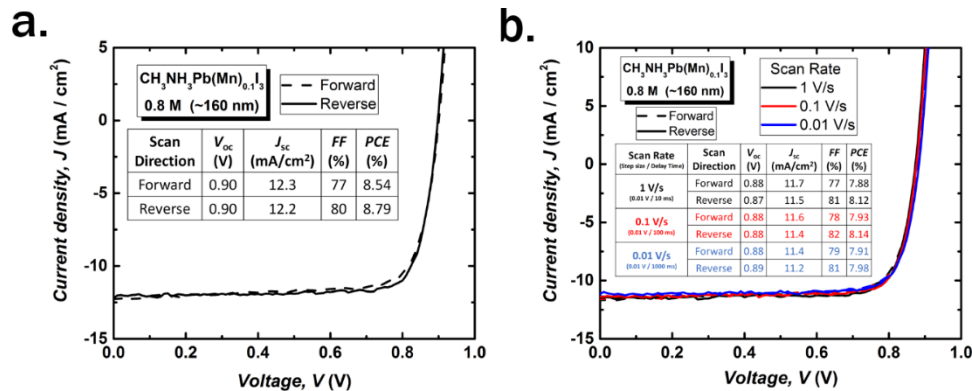 a.
CH₃NH₃Pb(Mn)₀.₁I₃
0.8 M (~160 nm)
Forward
Reverse
Scan Direction Voc (V) Jsc (mA/cm²) FF (%) PCE (%)
Forward 0.90 12.3 77 8.54
Reverse 0.90 12.2 80 8.79
Current density, J (mA / cm²)
5
0
-5
-10
-15
0.0 0.2 0.4 0.6 0.8 1.0
Voltage, V (V)
b.
CH₃NH₃Pb(Mn)₀.₁I₃
0.8 M (~160 nm)
Forward
Reverse
Scan Rate
1 V/s
0.1 V/s
0.01 V/s
Scan Rate (Step size / Delay Time) Scan Direction Voc (V) Jsc (mA/cm²) FF (%) PCE (%)
1 V/s (0.01 V / 10 ms) Forward 0.88 11.7 77 7.88
Reverse 0.87 11.5 81 8.12
0.1 V/s (0.01 V / 100 ms) Forward 0.88 11.6 78 7.93
Reverse 0.88 11.4 82 8.14
0.01 V/s (0.01 V / 1000 ms) Forward 0.88 11.4 79 7.91
Reverse 0.89 11.2 81 7.98
Current density, J (mA / cm²)
10
5
0
-5
-10
-15
0.0 0.2 0.4 0.6 0.8 1.0
Voltage, V (V)